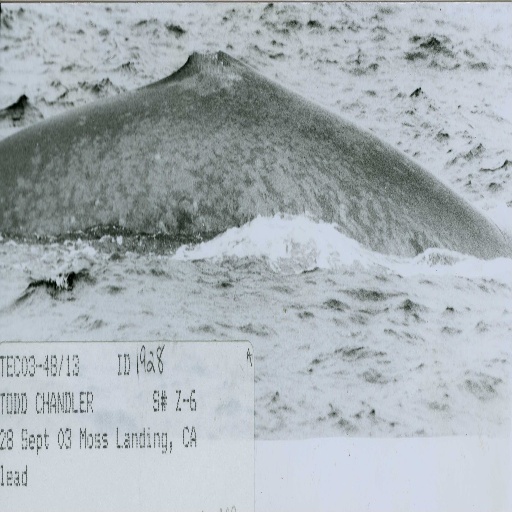 TEC03-48/13 ID 1928 A
TODD CHANDLER S# Z-6
28 Sept 03 Moss Landing, CA
lead